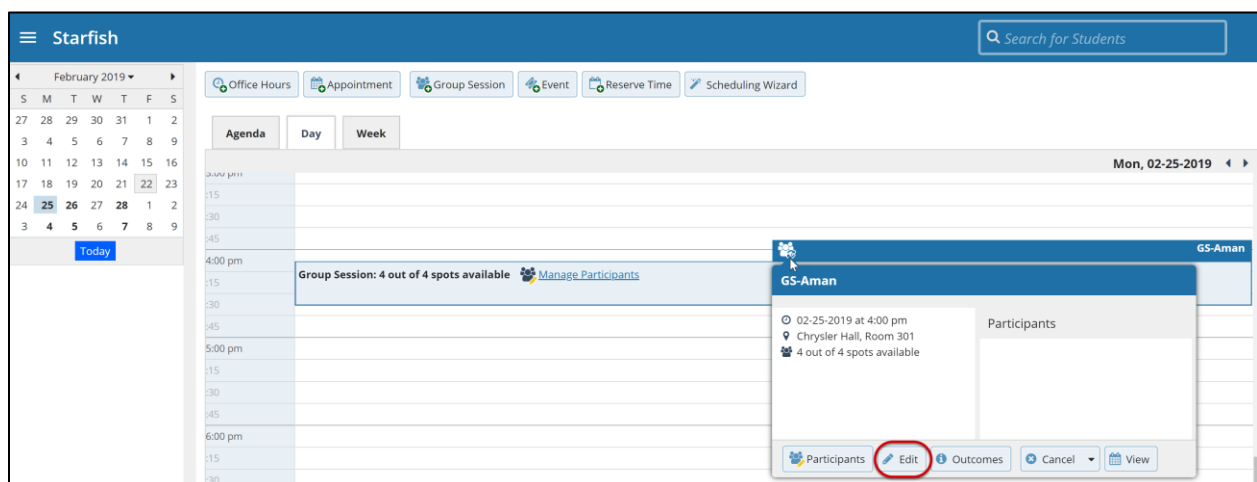 Starfish
Search for Students
February 2019
S M T W T F S
27 28 29 30 31 1 2
3 4 5 6 7 8 9
10 11 12 13 14 15 16
17 18 19 20 21 22 23
24 25 26 27 28 1 2
3 4 5 6 7 8 9
Today
Office Hours Appointment Group Session Event Reserve Time Scheduling Wizard
Agenda Day Week
Mon, 02-25-2019
3:00 pm
:15
:30
:45
4:00 pm
:15
:30
:45
5:00 pm
:15
:30
:45
6:00 pm
:15
:30
GS-Aman
Group Session: 4 out of 4 spots available Manage Participants
GS-Aman
02-25-2019 at 4:00 pm
Chrysler Hall, Room 301
4 out of 4 spots available
Participants
Participants Edit Outcomes Cancel View